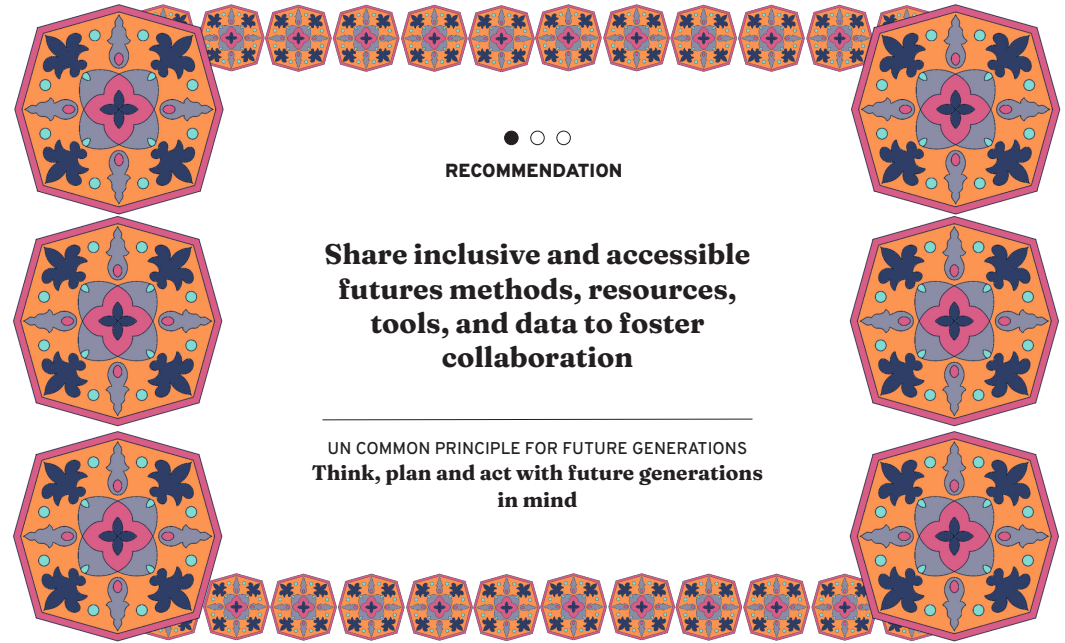 RECOMMENDATION
Share inclusive and accessible
futures methods, resources,
tools, and data to foster
collaboration
UN COMMON PRINCIPLE FOR FUTURE GENERATIONS
Think, plan and act with future generations
in mind